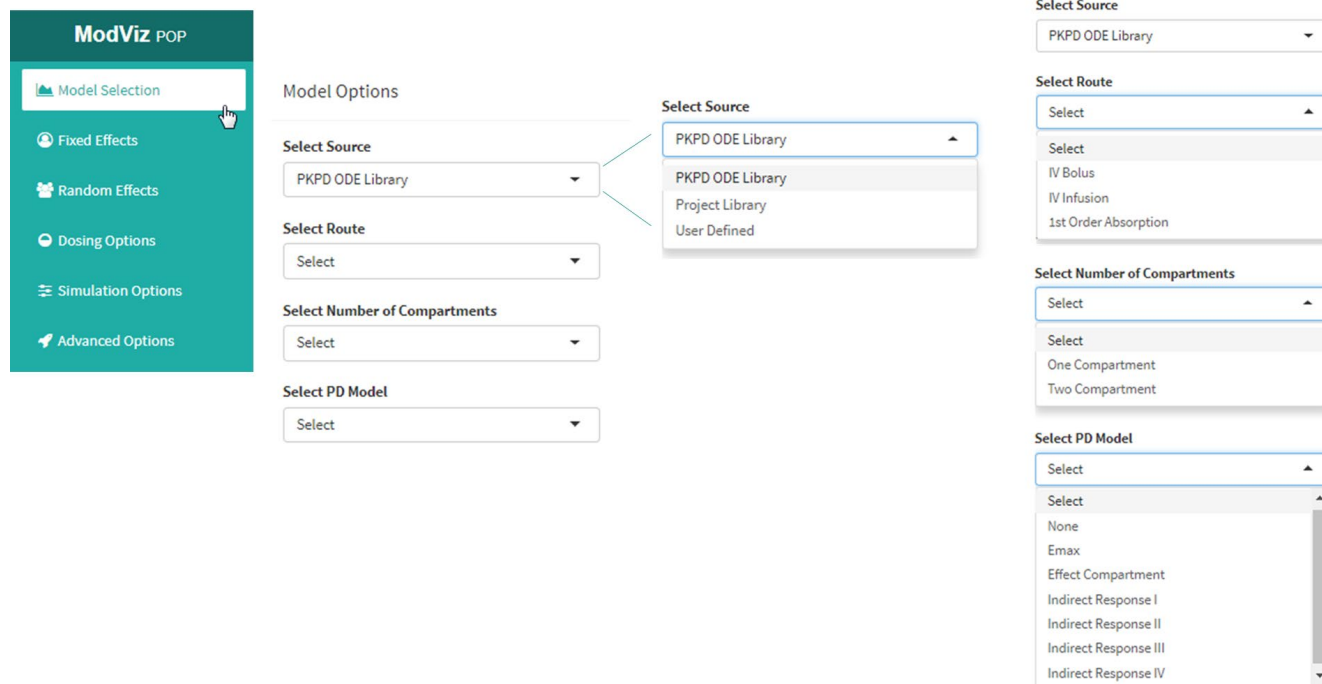 ModViz POP
Model Selection
Fixed Effects
Random Effects
Dosing Options
Simulation Options
Advanced Options
Model Options
Select Source
PKPD ODE Library
Select Route
Select
Select Number of Compartments
Select
Select PD Model
Select
Select Source
PKPD ODE Library
PKPD ODE Library
Project Library
User Defined
Select Source
PKPD ODE Library
Select Route
Select
Select
IV Bolus
IV Infusion
1st Order Absorption
Select Number of Compartments
Select
Select
One Compartment
Two Compartment
Select PD Model
Select
Select
None
Emax
Effect Compartment
Indirect Response I
Indirect Response II
Indirect Response III
Indirect Response IV